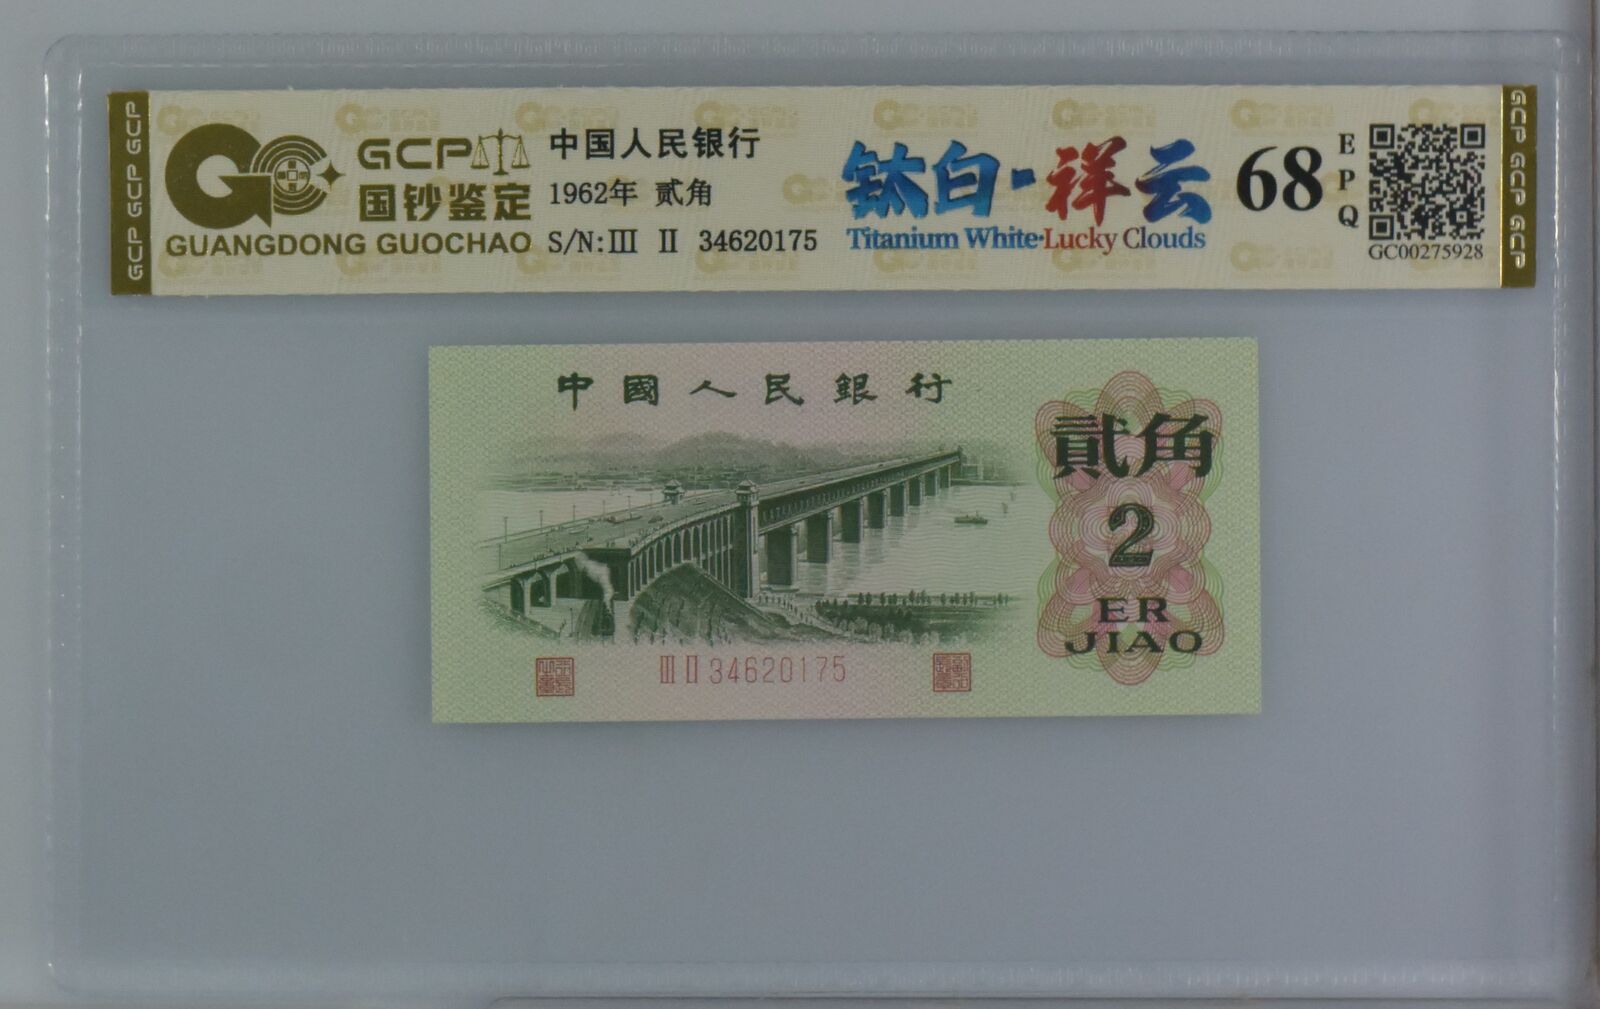 GCP GCP GCP
GCP
国钞鉴定
GUANGDONG GUOCHAO
中国人民银行
1962年 贰角
S/N:III II 34620175
钛白·祥云
Titanium White·Lucky Clouds
68
EPQ
GC00275928
GCP GCP GCP
中國人民銀行
貳角
2
ER
JIAO
III II 34620175